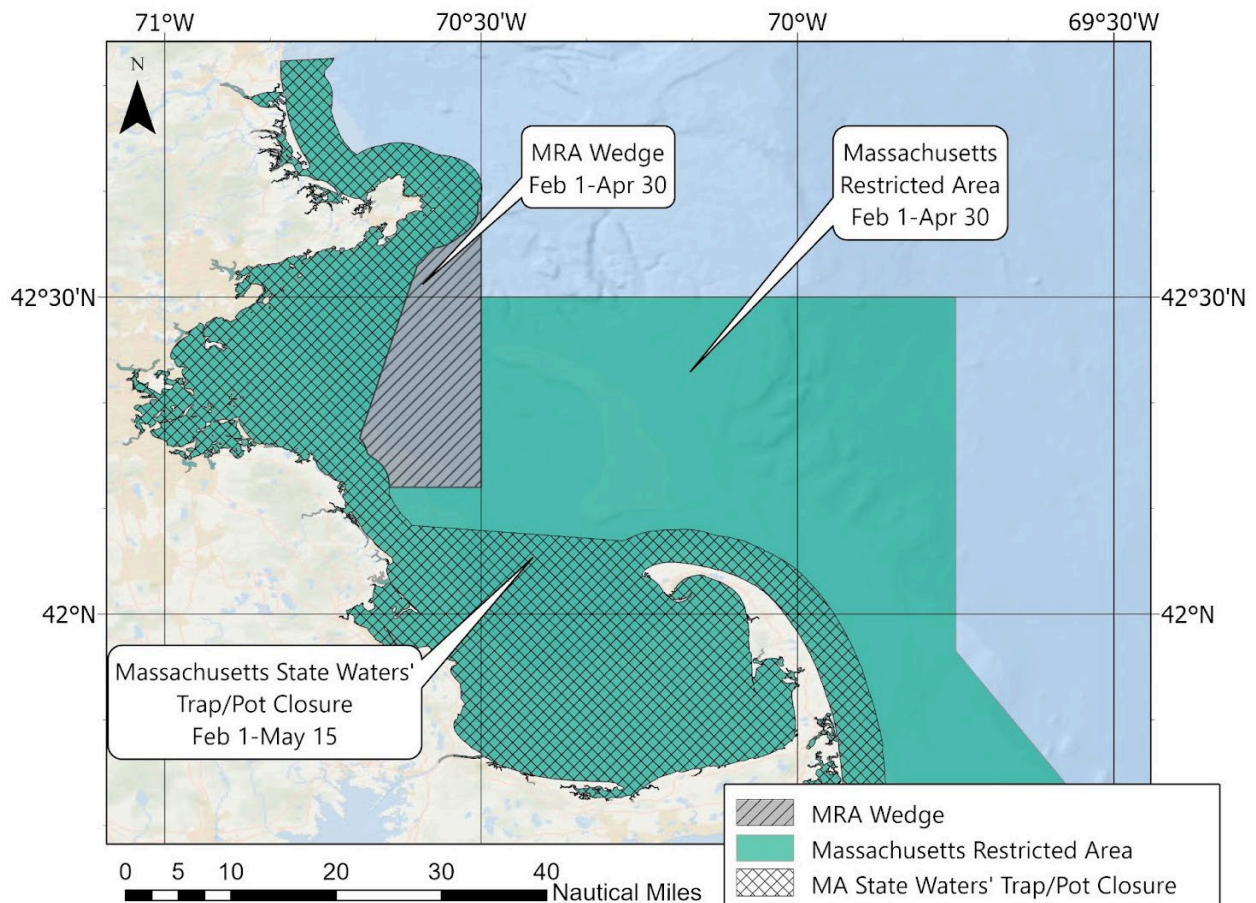 71°W
70°30'W
70°W
69°30'W
N
MRA Wedge
Feb 1-Apr 30
Massachusetts
Restricted Area
Feb 1-Apr 30
42°30'N
42°30'N
42°N
42°N
Massachusetts State Waters'
Trap/Pot Closure
Feb 1-May 15
MRA Wedge
Massachusetts Restricted Area
MA State Waters' Trap/Pot Closure
0 5 10 20 30 40
Nautical Miles